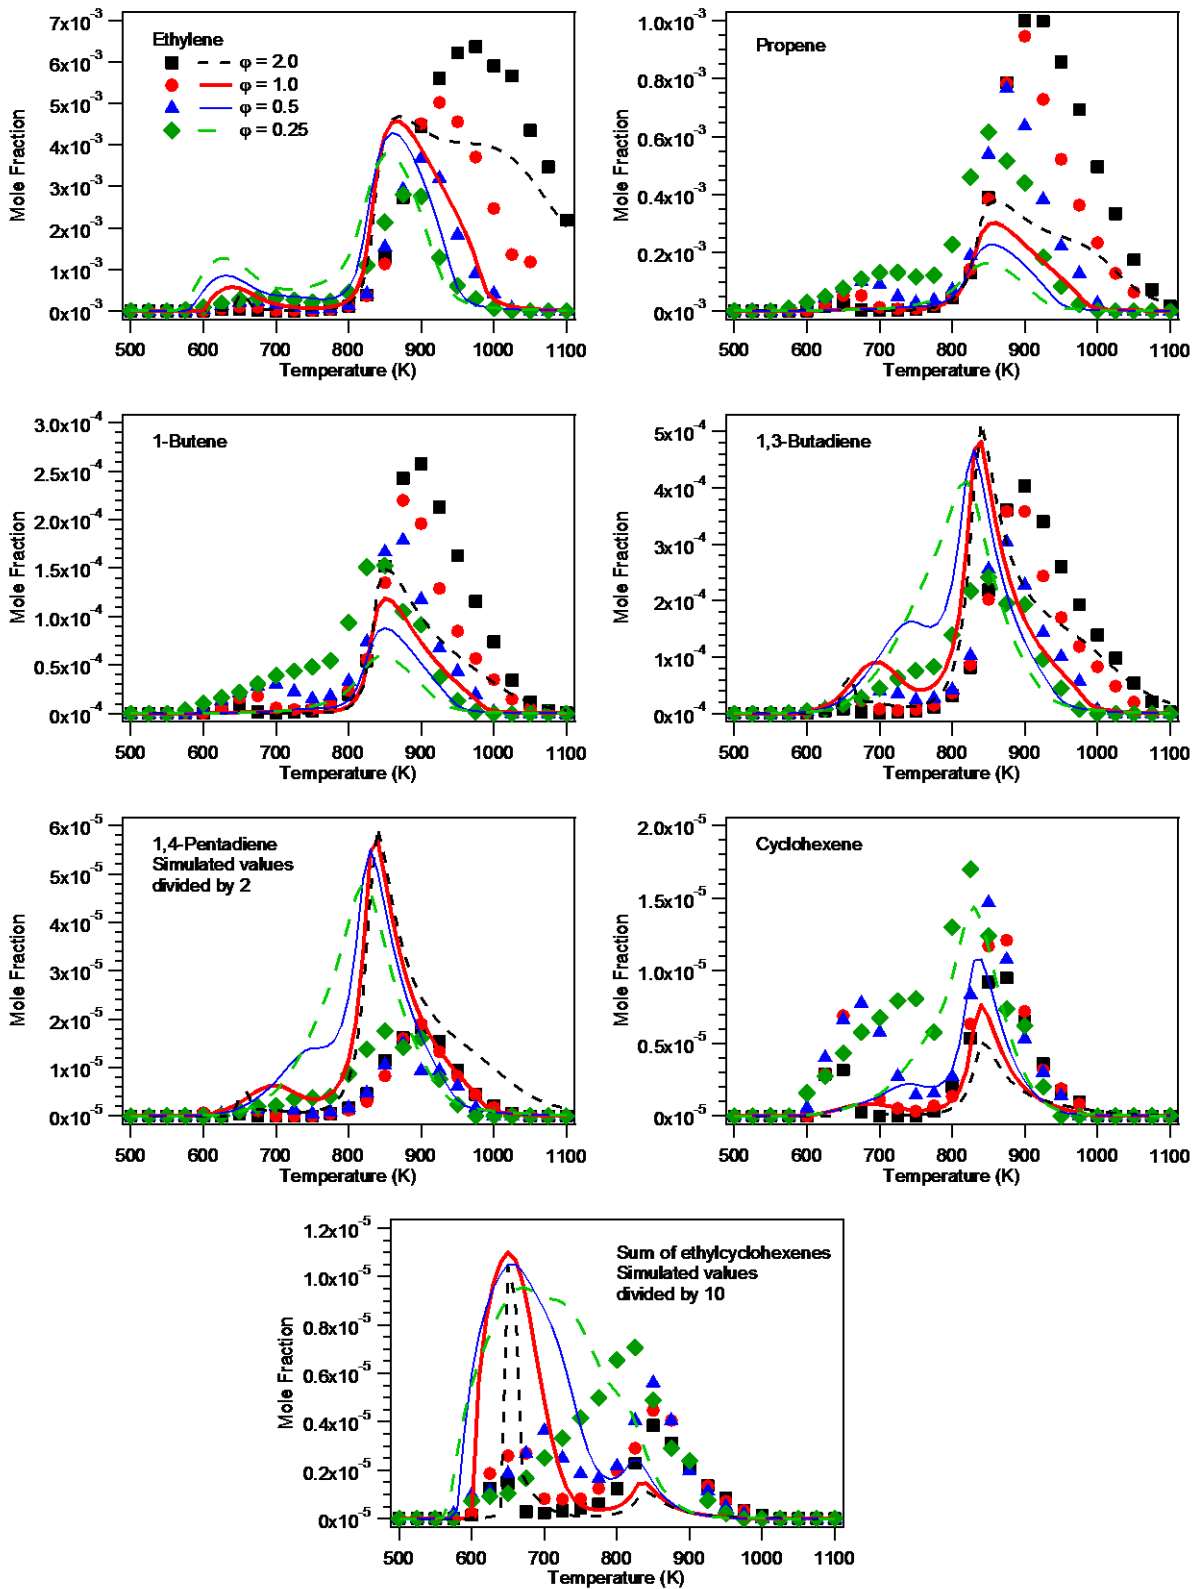 Ethylene
φ = 2.0
φ = 1.0
φ = 0.5
φ = 0.25
7x10⁻³
6x10⁻³
5x10⁻³
4x10⁻³
3x10⁻³
2x10⁻³
1x10⁻³
0x10⁻³
Mole Fraction
500 600 700 800 900 1000 1100
Temperature (K)
Propene
1.0x10⁻³
0.8x10⁻³
0.6x10⁻³
0.4x10⁻³
0.2x10⁻³
0.0x10⁻³
Mole Fraction
500 600 700 800 900 1000 1100
Temperature (K)
1-Butene
3.0x10⁻⁴
2.5x10⁻⁴
2.0x10⁻⁴
1.5x10⁻⁴
1.0x10⁻⁴
0.5x10⁻⁴
0x10⁻⁴
Mole Fraction
500 600 700 800 900 1000 1100
Temperature (K)
1,3-Butadiene
5x10⁻⁴
4x10⁻⁴
3x10⁻⁴
2x10⁻⁴
1x10⁻⁴
0x10⁻⁴
Mole Fraction
500 600 700 800 900 1000 1100
Temperature (K)
1,4-Pentadiene
Simulated values
divided by 2
6x10⁻⁵
5x10⁻⁵
4x10⁻⁵
3x10⁻⁵
2x10⁻⁵
1x10⁻⁵
0x10⁻⁵
Mole Fraction
500 600 700 800 900 1000 1100
Temperature (K)
Cyclohexene
2.0x10⁻⁵
1.5x10⁻⁵
1.0x10⁻⁵
0.5x10⁻⁵
0.0x10⁻⁵
Mole Fraction
500 600 700 800 900 1000 1100
Temperature (K)
Sum of ethylcyclohexenes
Simulated values
divided by 10
1.2x10⁻⁵
1.0x10⁻⁵
0.8x10⁻⁵
0.6x10⁻⁵
0.4x10⁻⁵
0.2x10⁻⁵
0x10⁻⁵
Mole Fraction
500 600 700 800 900 1000 1100
Temperature (K)